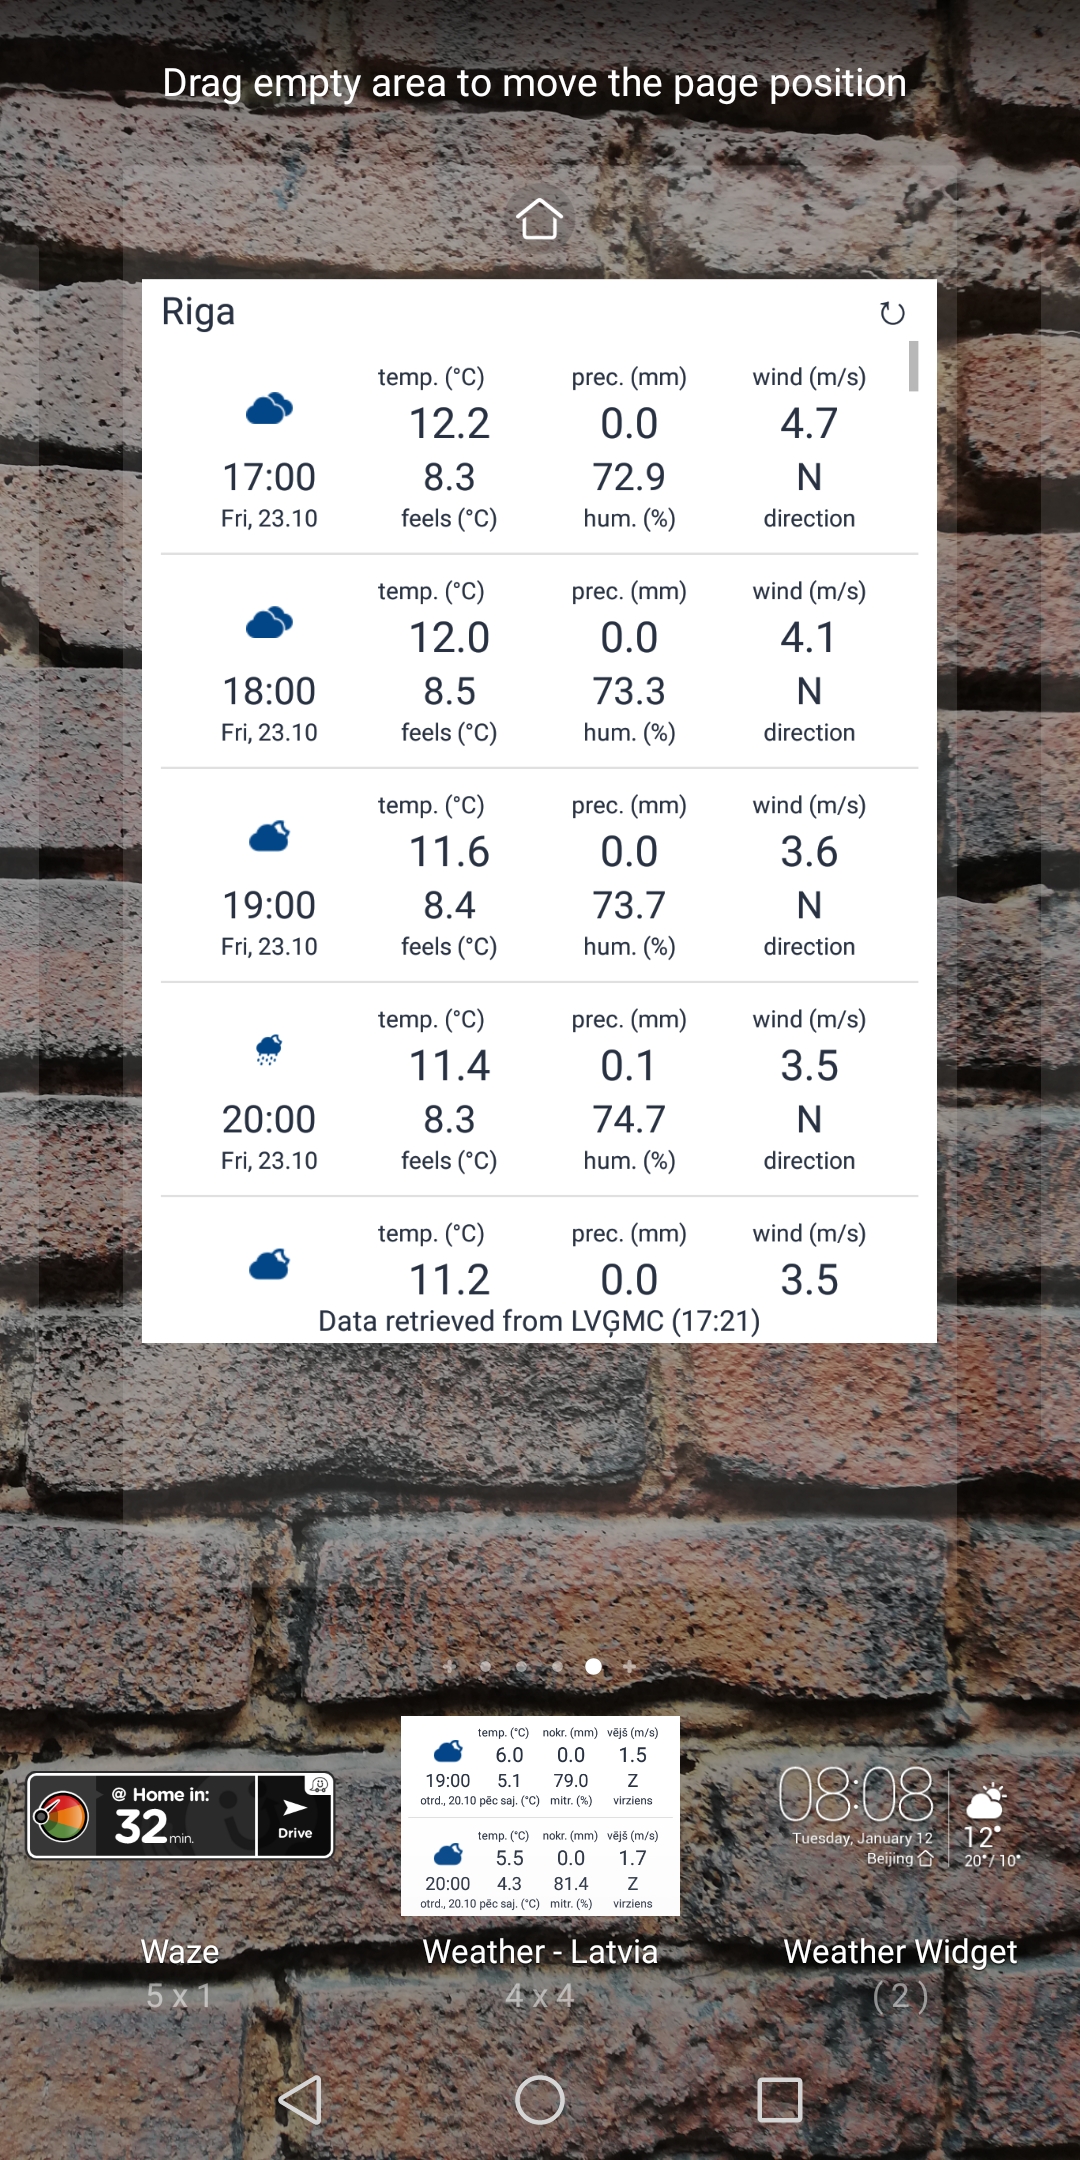 Drag empty area to move the page position
Riga
temp. (°C) prec. (mm) wind (m/s)
12.2 0.0 4.7
17:00 8.3 72.9 N
Fri, 23.10 feels (°C) hum. (%) direction
temp. (°C) prec. (mm) wind (m/s)
12.0 0.0 4.1
18:00 8.5 73.3 N
Fri, 23.10 feels (°C) hum. (%) direction
temp. (°C) prec. (mm) wind (m/s)
11.6 0.0 3.6
19:00 8.4 73.7 N
Fri, 23.10 feels (°C) hum. (%) direction
temp. (°C) prec. (mm) wind (m/s)
11.4 0.1 3.5
20:00 8.3 74.7 N
Fri, 23.10 feels (°C) hum. (%) direction
temp. (°C) prec. (mm) wind (m/s)
11.2 0.0 3.5
Data retrieved from LVĢMC (17:21)
@ Home in:
32 min.
Drive
Waze
5 x 1
temp. (°C) nokr. (mm) vējš (m/s)
6.0 0.0 1.5
19:00 5.1 79.0 Z
otrd., 20.10 pēc saj. (°C) mitr. (%) virziens
temp. (°C) nokr. (mm) vējš (m/s)
5.5 0.0 1.7
20:00 4.3 81.4 Z
otrd., 20.10 pēc saj. (°C) mitr. (%) virziens
Weather - Latvia
4 x 4
08:08
Tuesday, January 12
Beijing
12°
20°/ 10°
Weather Widget
( 2 )